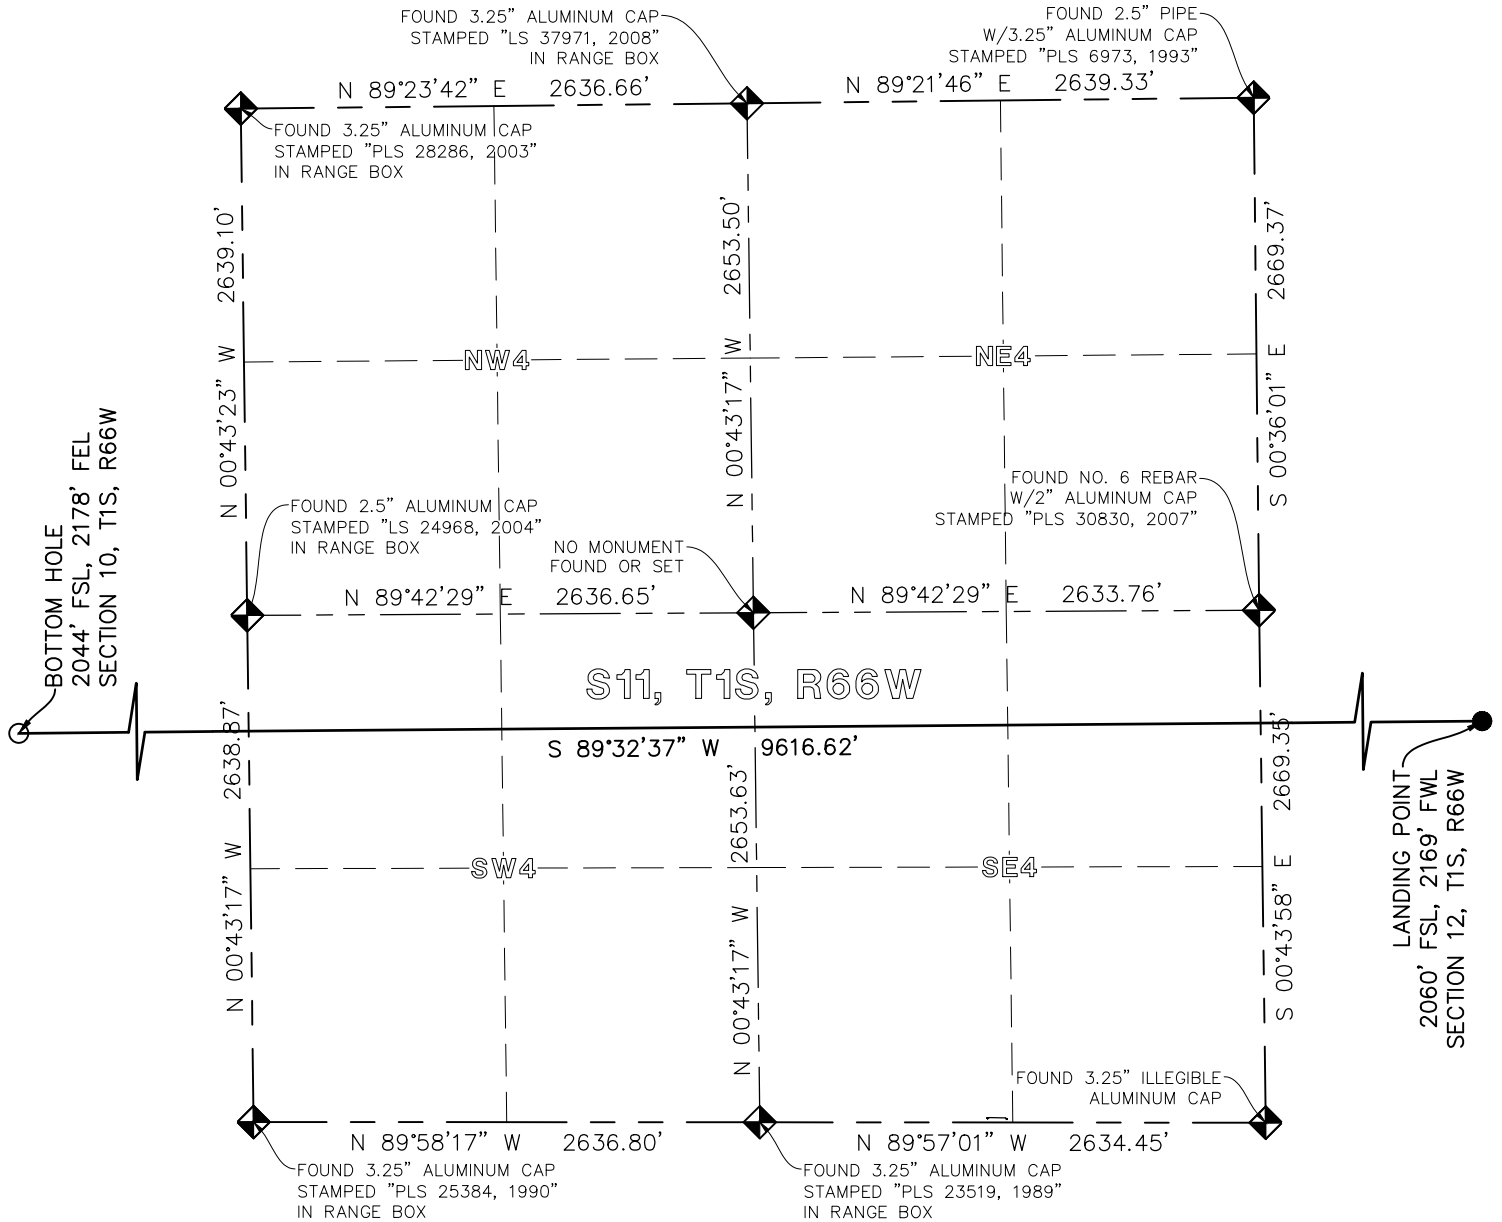 FOUND 3.25” ALUMINUM CAP
STAMPED ”LS 37971, 2008”
IN RANGE BOX
FOUND 2.5” PIPE
W/3.25” ALUMINUM CAP
STAMPED ”PLS 6973, 1993”
N 89°23’42” E 2636.66’
N 89°21’46” E 2639.33’
FOUND 3.25” ALUMINUM CAP
STAMPED ”PLS 28286, 2003”
IN RANGE BOX
N 00°43’23” W 2639.10’
N 00°43’17” W 2653.50’
S 00°36’01” E 2669.37’
NW4
NE4
BOTTOM HOLE
2044’ FSL, 2178’ FEL
SECTION 10, T1S, R66W
FOUND 2.5” ALUMINUM CAP
STAMPED ”LS 24968, 2004”
IN RANGE BOX
NO MONUMENT
FOUND OR SET
FOUND NO. 6 REBAR
W/2” ALUMINUM CAP
STAMPED ”PLS 30830, 2007”
N 89°42’29” E 2636.65’
N 89°42’29” E 2633.76’
S11, T1S, R66W
S 89°32’37” W 9616.62’
N 00°43’17” W 2638.87’
N 00°43’17” W 2653.63’
S 00°43’58” E 2669.35’
SW4
SE4
LANDING POINT
2060’ FSL, 2169’ FWL
SECTION 12, T1S, R66W
FOUND 3.25” ILLEGIBLE
ALUMINUM CAP
N 89°58’17” W 2636.80’
N 89°57’01” W 2634.45’
FOUND 3.25” ALUMINUM CAP
STAMPED ”PLS 25384, 1990”
IN RANGE BOX
FOUND 3.25” ALUMINUM CAP
STAMPED ”PLS 23519, 1989”
IN RANGE BOX